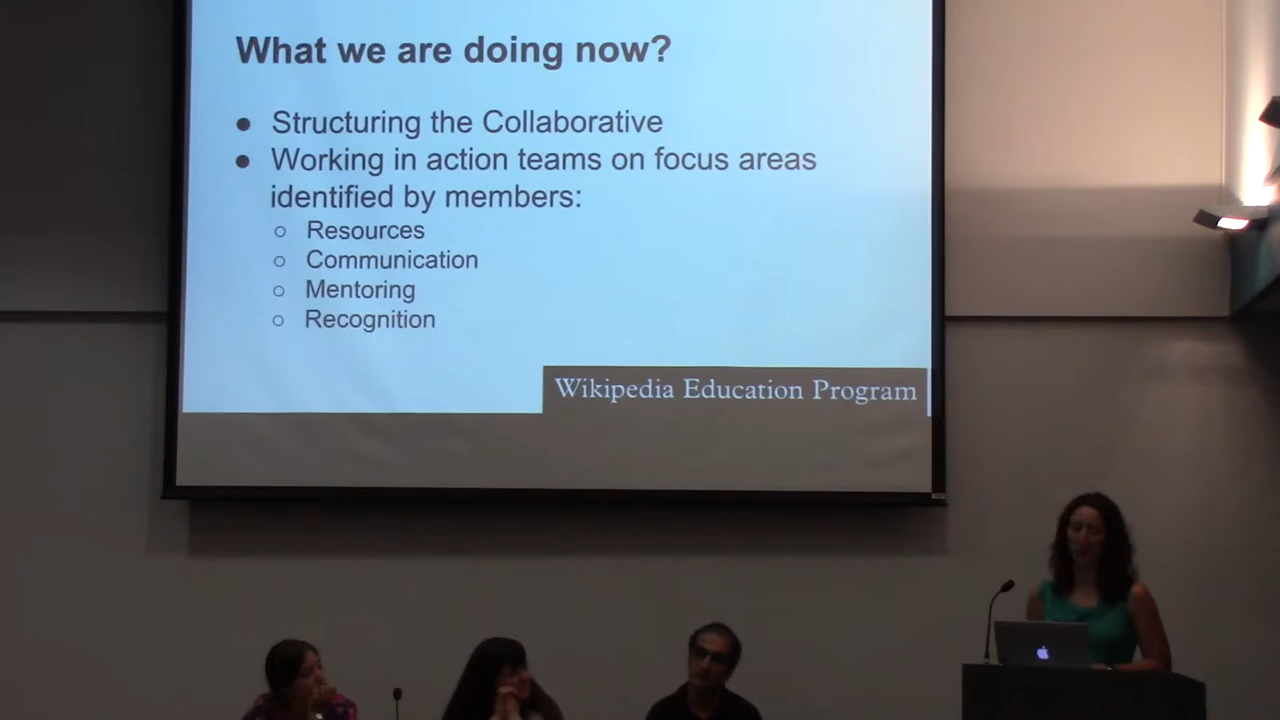 What we are doing now?
● Structuring the Collaborative
● Working in action teams on focus areas
identified by members:
○ Resources
○ Communication
○ Mentoring
○ Recognition
Wikipedia Education Program